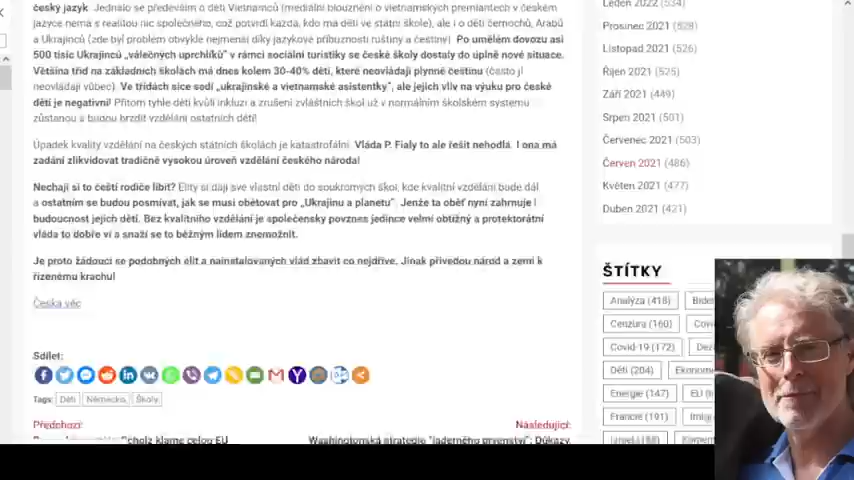 český jazyk. Jednalo se především o děti Vietnamců (mediální blouznění o vietnamských premiantech v českém
jazyce nemá s realitou nic společného, což potvrdí každá, kdo má děti ve státní škole), ale i o děti černochů, Arabů
a Ukrajinců (zde byl problém obvykle nejmenší díky jazykové příbuznosti ruštiny a češtiny). Po umělém dovozu asi
500 tisíc Ukrajinců „válečných uprchlíků" v rámci sociální turistiky se české školy dostaly do úplně nové situace.
Většina tříd na základních školách má dnes kolem 30-40% dětí, které neovládají plynně češtinu (často jí
neovládají vůbec). Ve třídách sice sedí „ukrajinské a vietnamské asistentky", ale jejich vliv na výuku pro české
děti je negativní! Přitom tyhle děti kvůli inkluzi a zrušení zvláštních škol už v normálním školském systému
zůstanou a budou brzdit vzdělání ostatních dětí!
Úpadek kvality vzdělání na českých státních školách je katastrofální. Vláda P. Fialy to ale řešit nehodlá. I ona má
zadání zlikvidovat tradičně vysokou úroveň vzdělání českého národa!
Nechají si to čeští rodiče líbit? Elity si dají své vlastní děti do soukromých škol, kde kvalitní vzdělání bude dál
a ostatním se budou posmívat, jak se musí obětovat pro „Ukrajinu a planetu". Jenže ta oběť nyní zahrnuje i
budoucnost jejich dětí. Bez kvalitního vzdělání je společenský povznes jedince velmi obtížný a protektorátní
vláda to dobře ví a snaží se to běžným lidem znemožnit.
Je proto žádoucí se podobných elit a nainstalovaných vlád zbavit co nejdříve. Jinak přivedou národ a zemi k
řízenému krachu!
Česká věc
Sdílet:
Tags: Děti Německo Školy
Předchozí:
Scholz klame celou EU
Následující:
Washingtonská strategie "jaderného prvenství": Důkazy,
Leden 2022 (534)
Prosinec 2021 (528)
Listopad 2021 (526)
Říjen 2021 (525)
Září 2021 (449)
Srpen 2021 (501)
Červenec 2021 (503)
Červen 2021 (486)
Květen 2021 (477)
Duben 2021 (421)
ŠTÍTKY
Analýza (418)
Cenzura (160)
Covid-19 (172)
Děti (204)
Energie (147) EU
Francie (191)